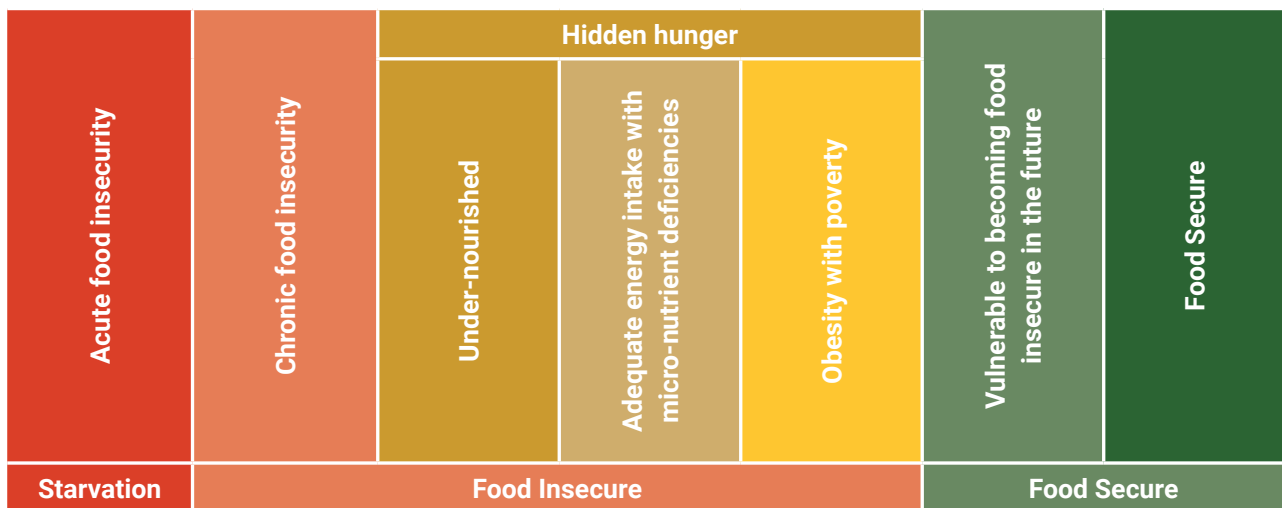 Hidden hunger
Acute food insecurity
Chronic food insecurity
Under-nourished
Adequate energy intake with
micro-nutrient deficiencies
Obesity with poverty
Vulnerable to becoming food
insecure in the future
Food Secure
Starvation
Food Insecure
Food Secure